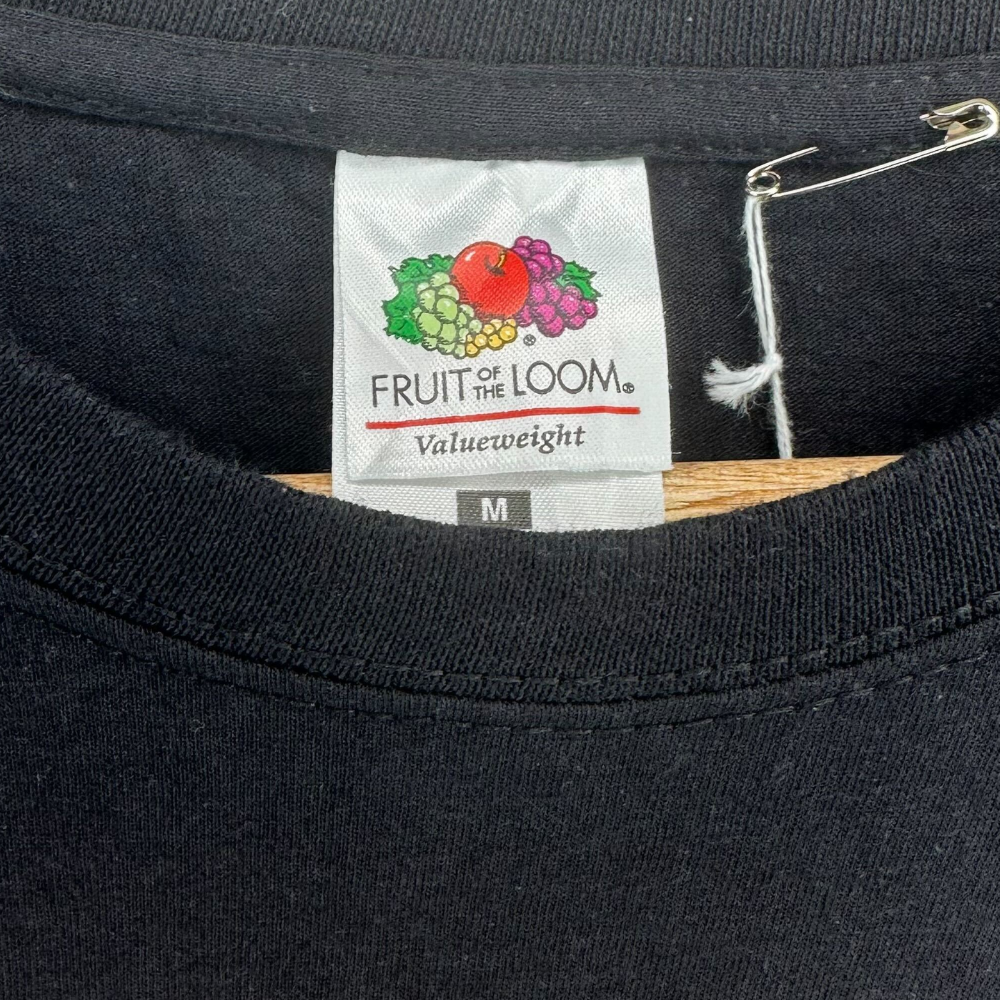 ®
FRUIT OF THE LOOM®
Valueweight
M